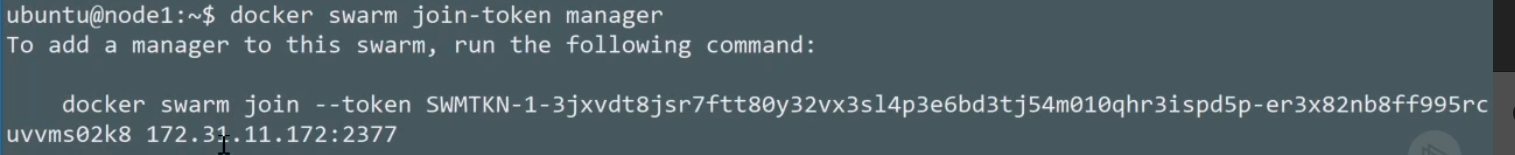 ubuntu@node1:~$ docker swarm join-token manager
To add a manager to this swarm, run the following command:
docker swarm join --token SWMTKN-1-3jxvdt8jsr7ftt80y32vx3sl4p3e6bd3tj54m010qhr3ispd5p-er3x82nb8ff995rc
uvvms02k8 172.31.11.172:2377